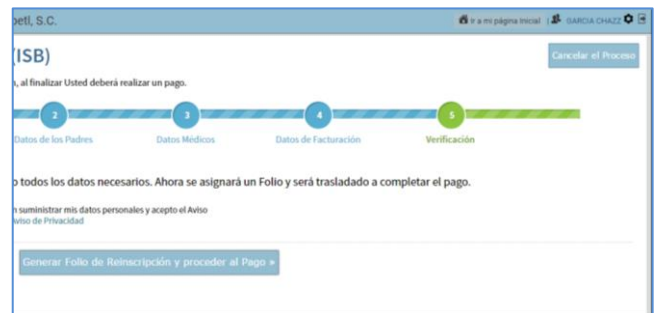 petl, S.C.
Ir a mi página Inicial | GARCIA CHAZZ
(ISB)
Cancelar el Proceso
, al finalizar Usted deberá realizar un pago.
2 3 4 5
Datos de los Padres Datos Médicos Datos de Facturación Verificación
o todos los datos necesarios. Ahora se asignará un Folio y será trasladado a completar el pago.
n suministrar mis datos personales y acepto el Aviso
Aviso de Privacidad
Generar Folio de Reinscripción y proceder al Pago »